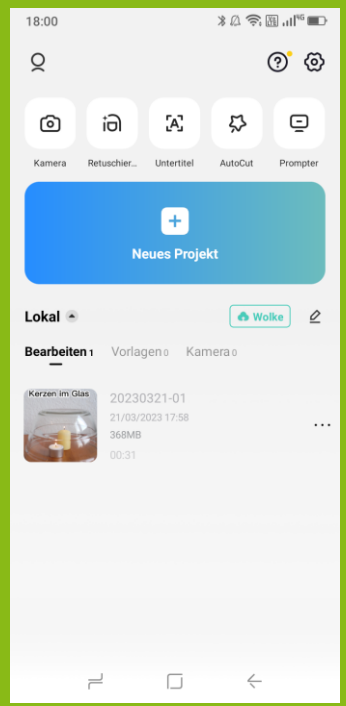 18:00
4G
Kamera
Retuschier...
Untertitel
AutoCut
Prompter
Neues Projekt
Lokal
Wolke
Bearbeiten 1 Vorlagen 0 Kamera 0
Kerzen im Glas
20230321-01
21/03/2023 17:58
368MB
00:31